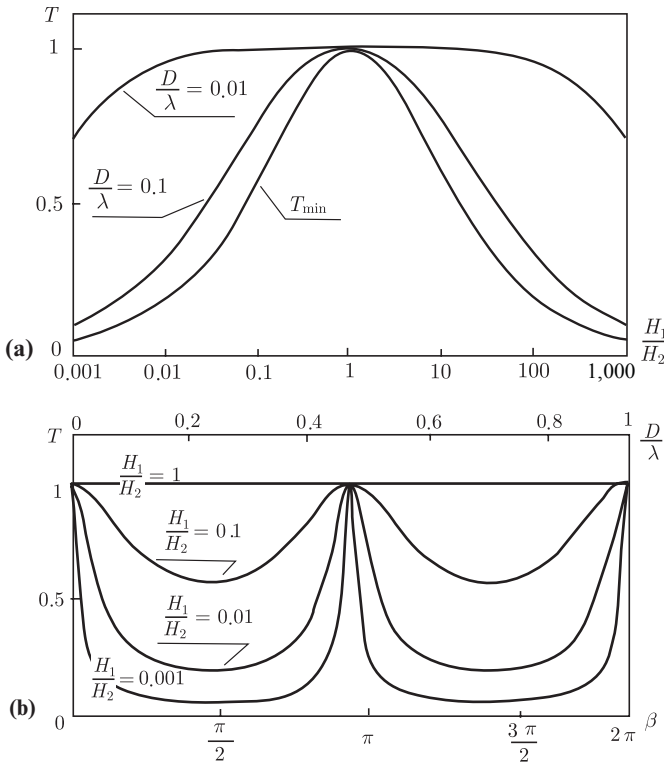 T
1
D/λ = 0.01
D/λ = 0.1
0.5
T_min
(a)
0
H₁/H₂
0.001 0.01 0.1 1 10 100 1,000
0 0.2 0.4 0.6 0.8 1
T
D/λ
H₁/H₂ = 1
1
H₁/H₂ = 0.1
0.5
H₁/H₂ = 0.01
H₁/H₂ = 0.001
(b)
0
β
π/2 π 3π/2 2π